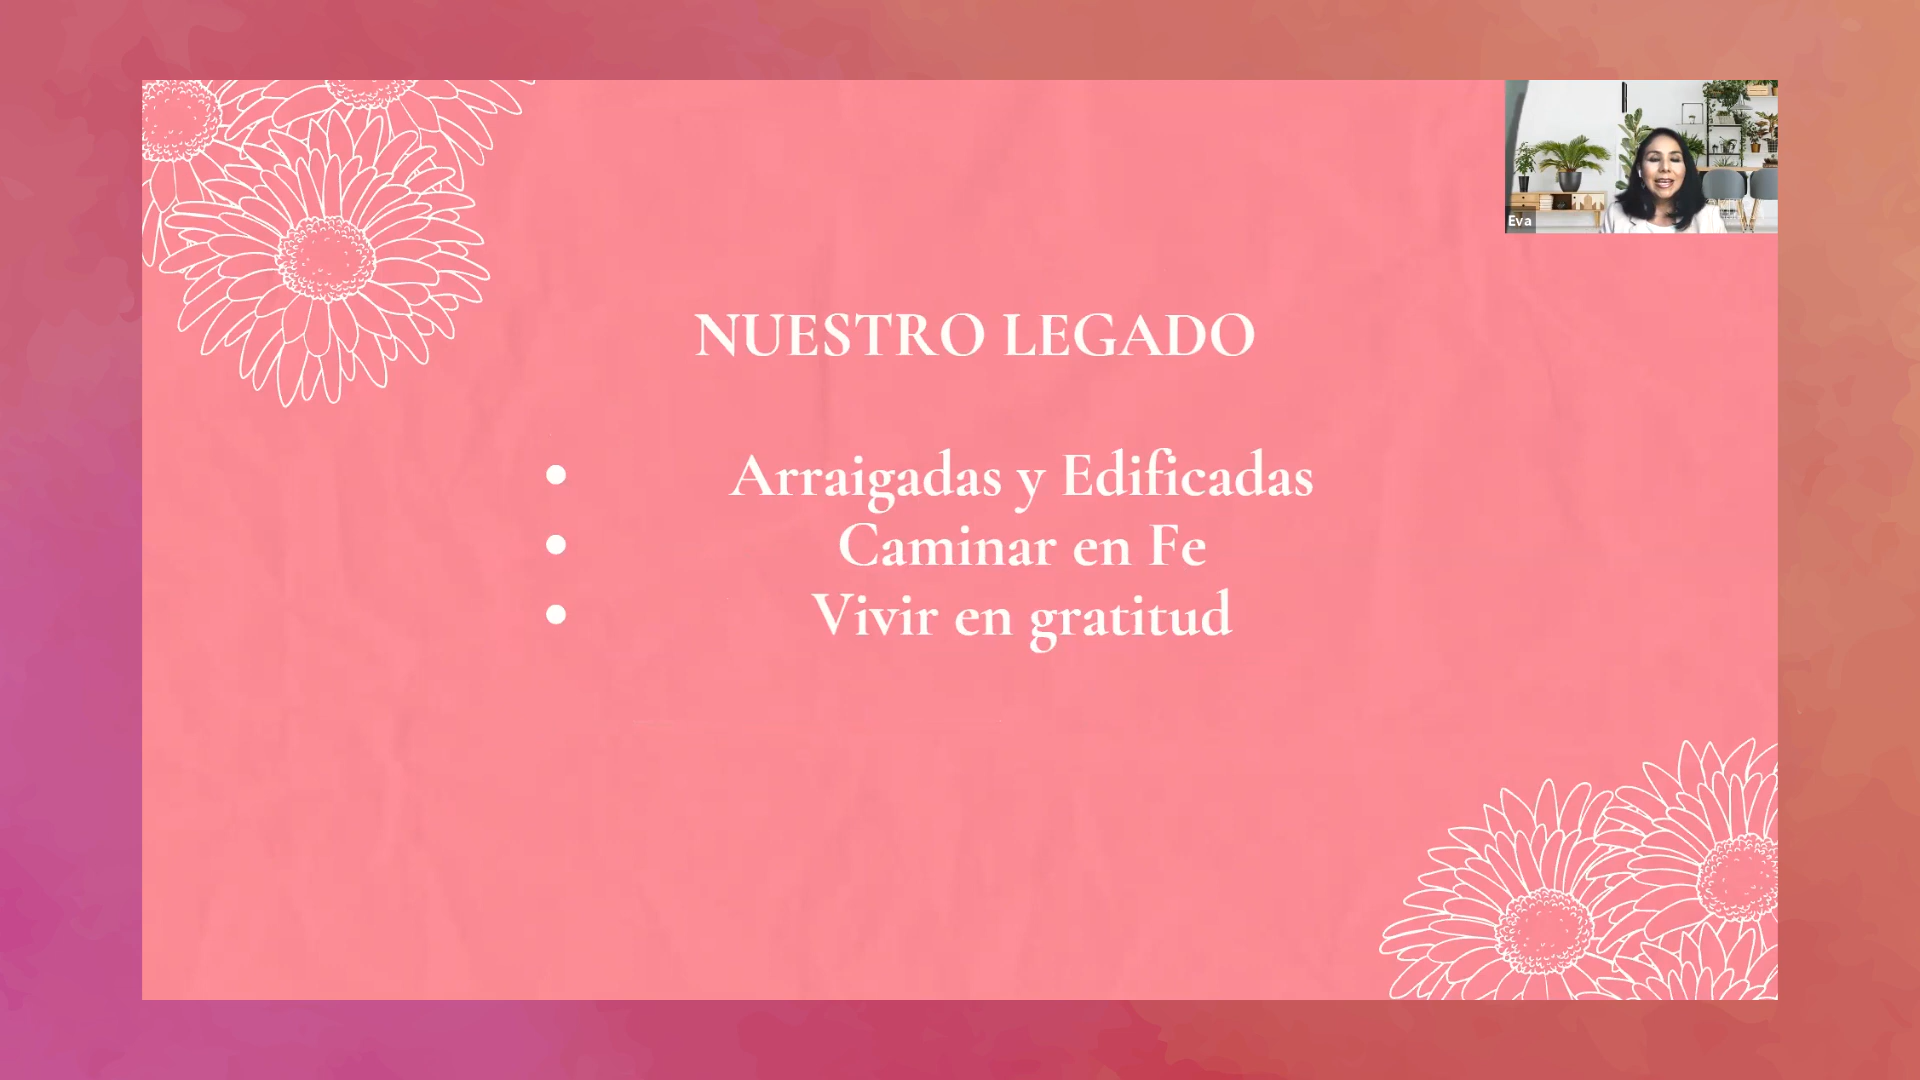 Eva
NUESTRO LEGADO
• Arraigadas y Edificadas
• Caminar en Fe
• Vivir en gratitud